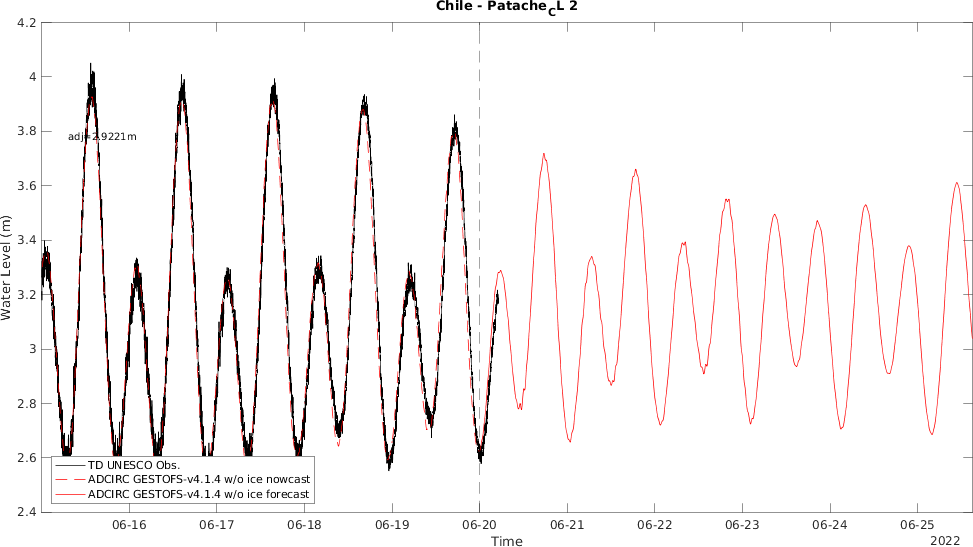 Chile - Patache_CL 2
4.2
4
3.8
3.6
3.4
3.2
3
2.8
2.6
2.4
Water Level (m)
adj=2.9221m
TD UNESCO Obs.
ADCIRC GESTOFS-v4.1.4 w/o ice nowcast
ADCIRC GESTOFS-v4.1.4 w/o ice forecast
06-16 06-17 06-18 06-19 06-20 06-21 06-22 06-23 06-24 06-25
Time
2022